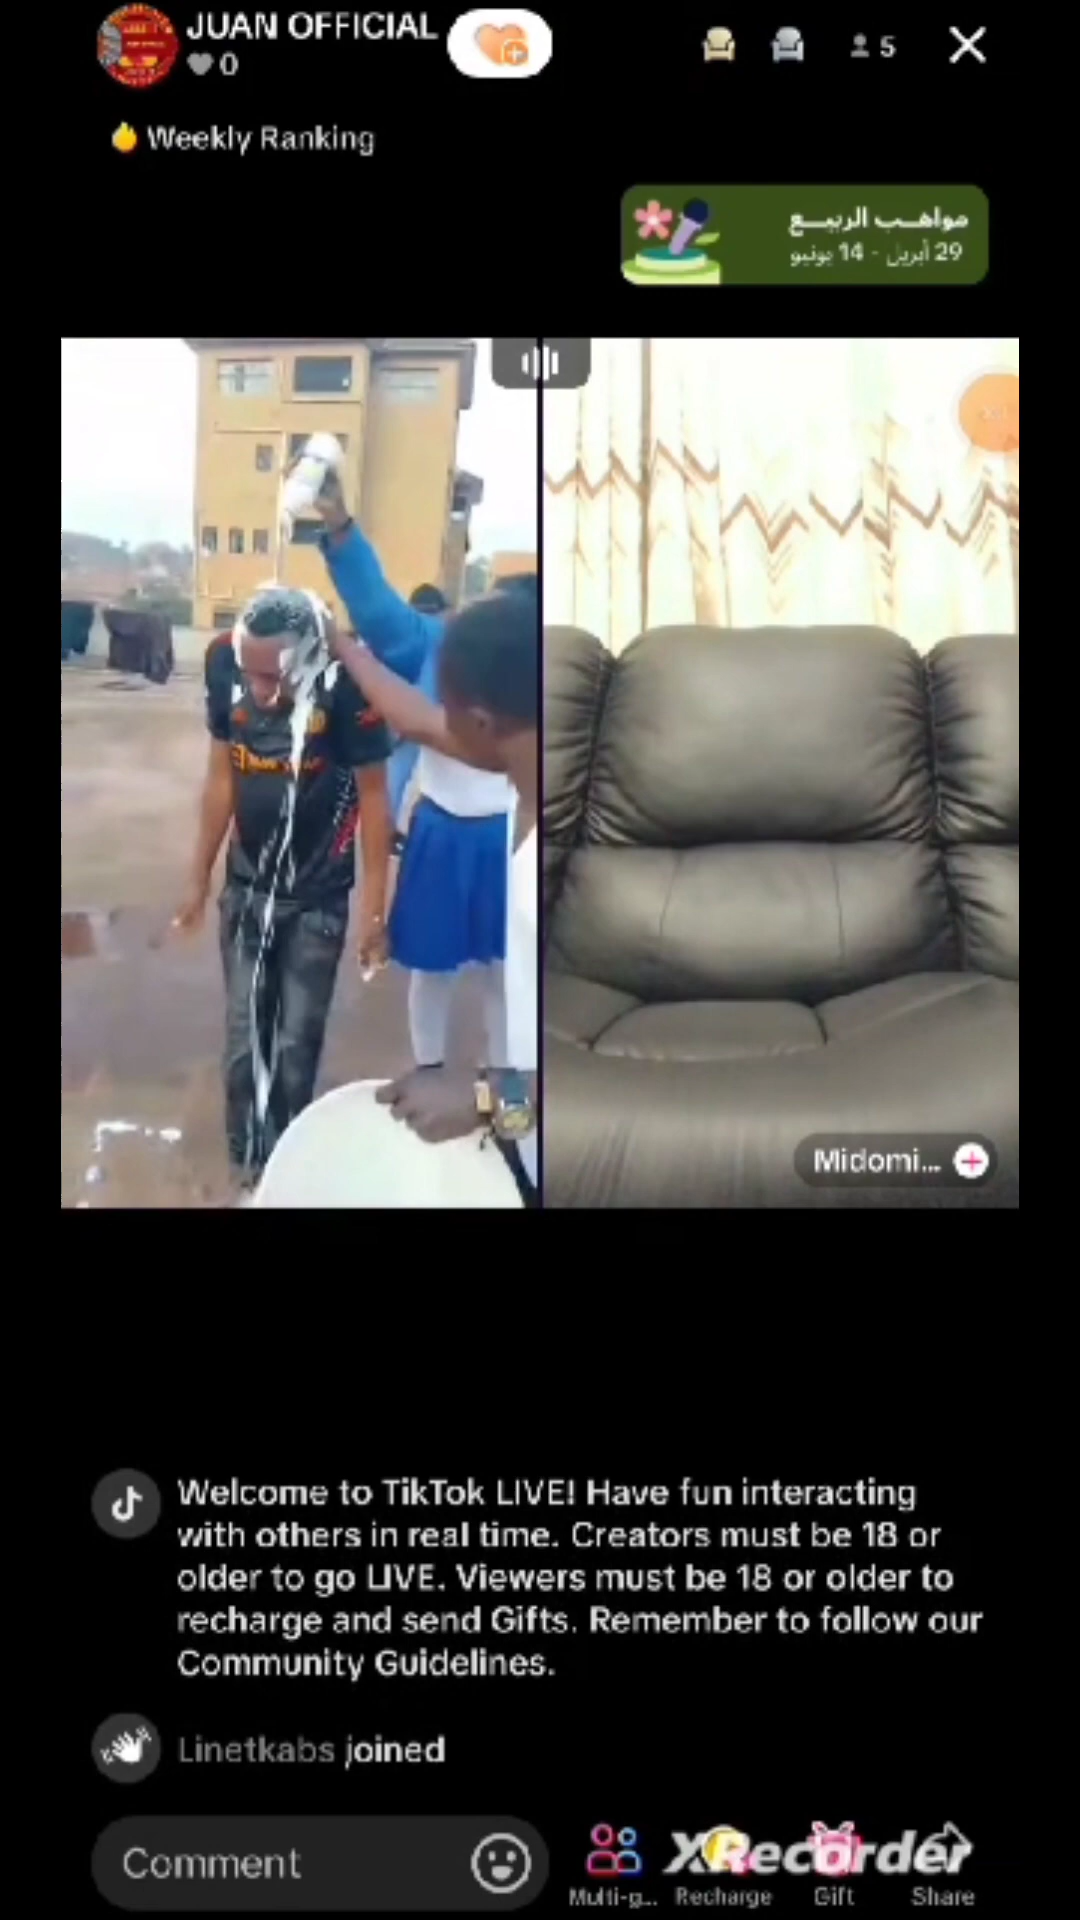 JUAN OFFICIAL
0
5
Weekly Ranking
مواهب الربيع
29 أبريل - 14 يونيو
Midomi...
Welcome to TikTok LIVE! Have fun interacting
with others in real time. Creators must be 18 or
older to go LIVE. Viewers must be 18 or older to
recharge and send Gifts. Remember to follow our
Community Guidelines.
Linetkabs joined
Comment
XRecorder
Multi-g...
Recharge
Gift
Share